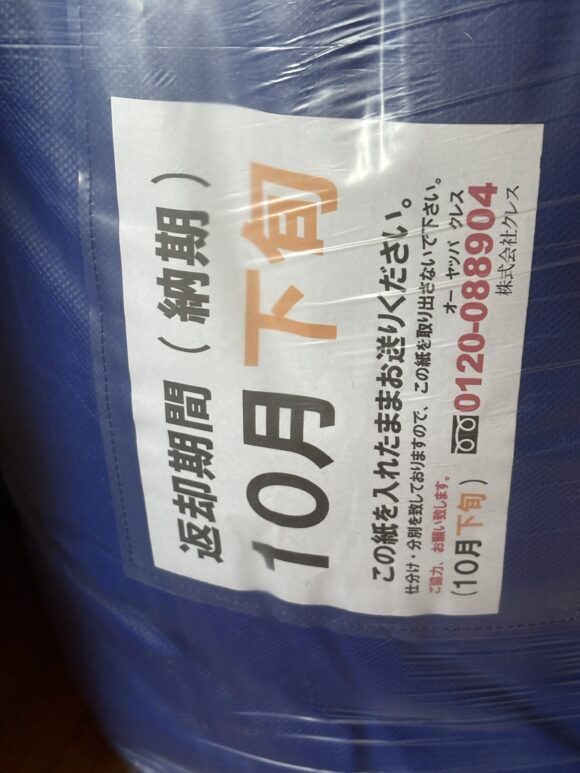 返却期間（納期）
10月下旬
この紙を入れたままお送りください。
仕分け・分別を致しておりますので、この紙を取り出さないで下さい。
ご協力、お願い致します。
オー ヤッパ クレス
（10月下旬） 0120-088904
株式会社クレス